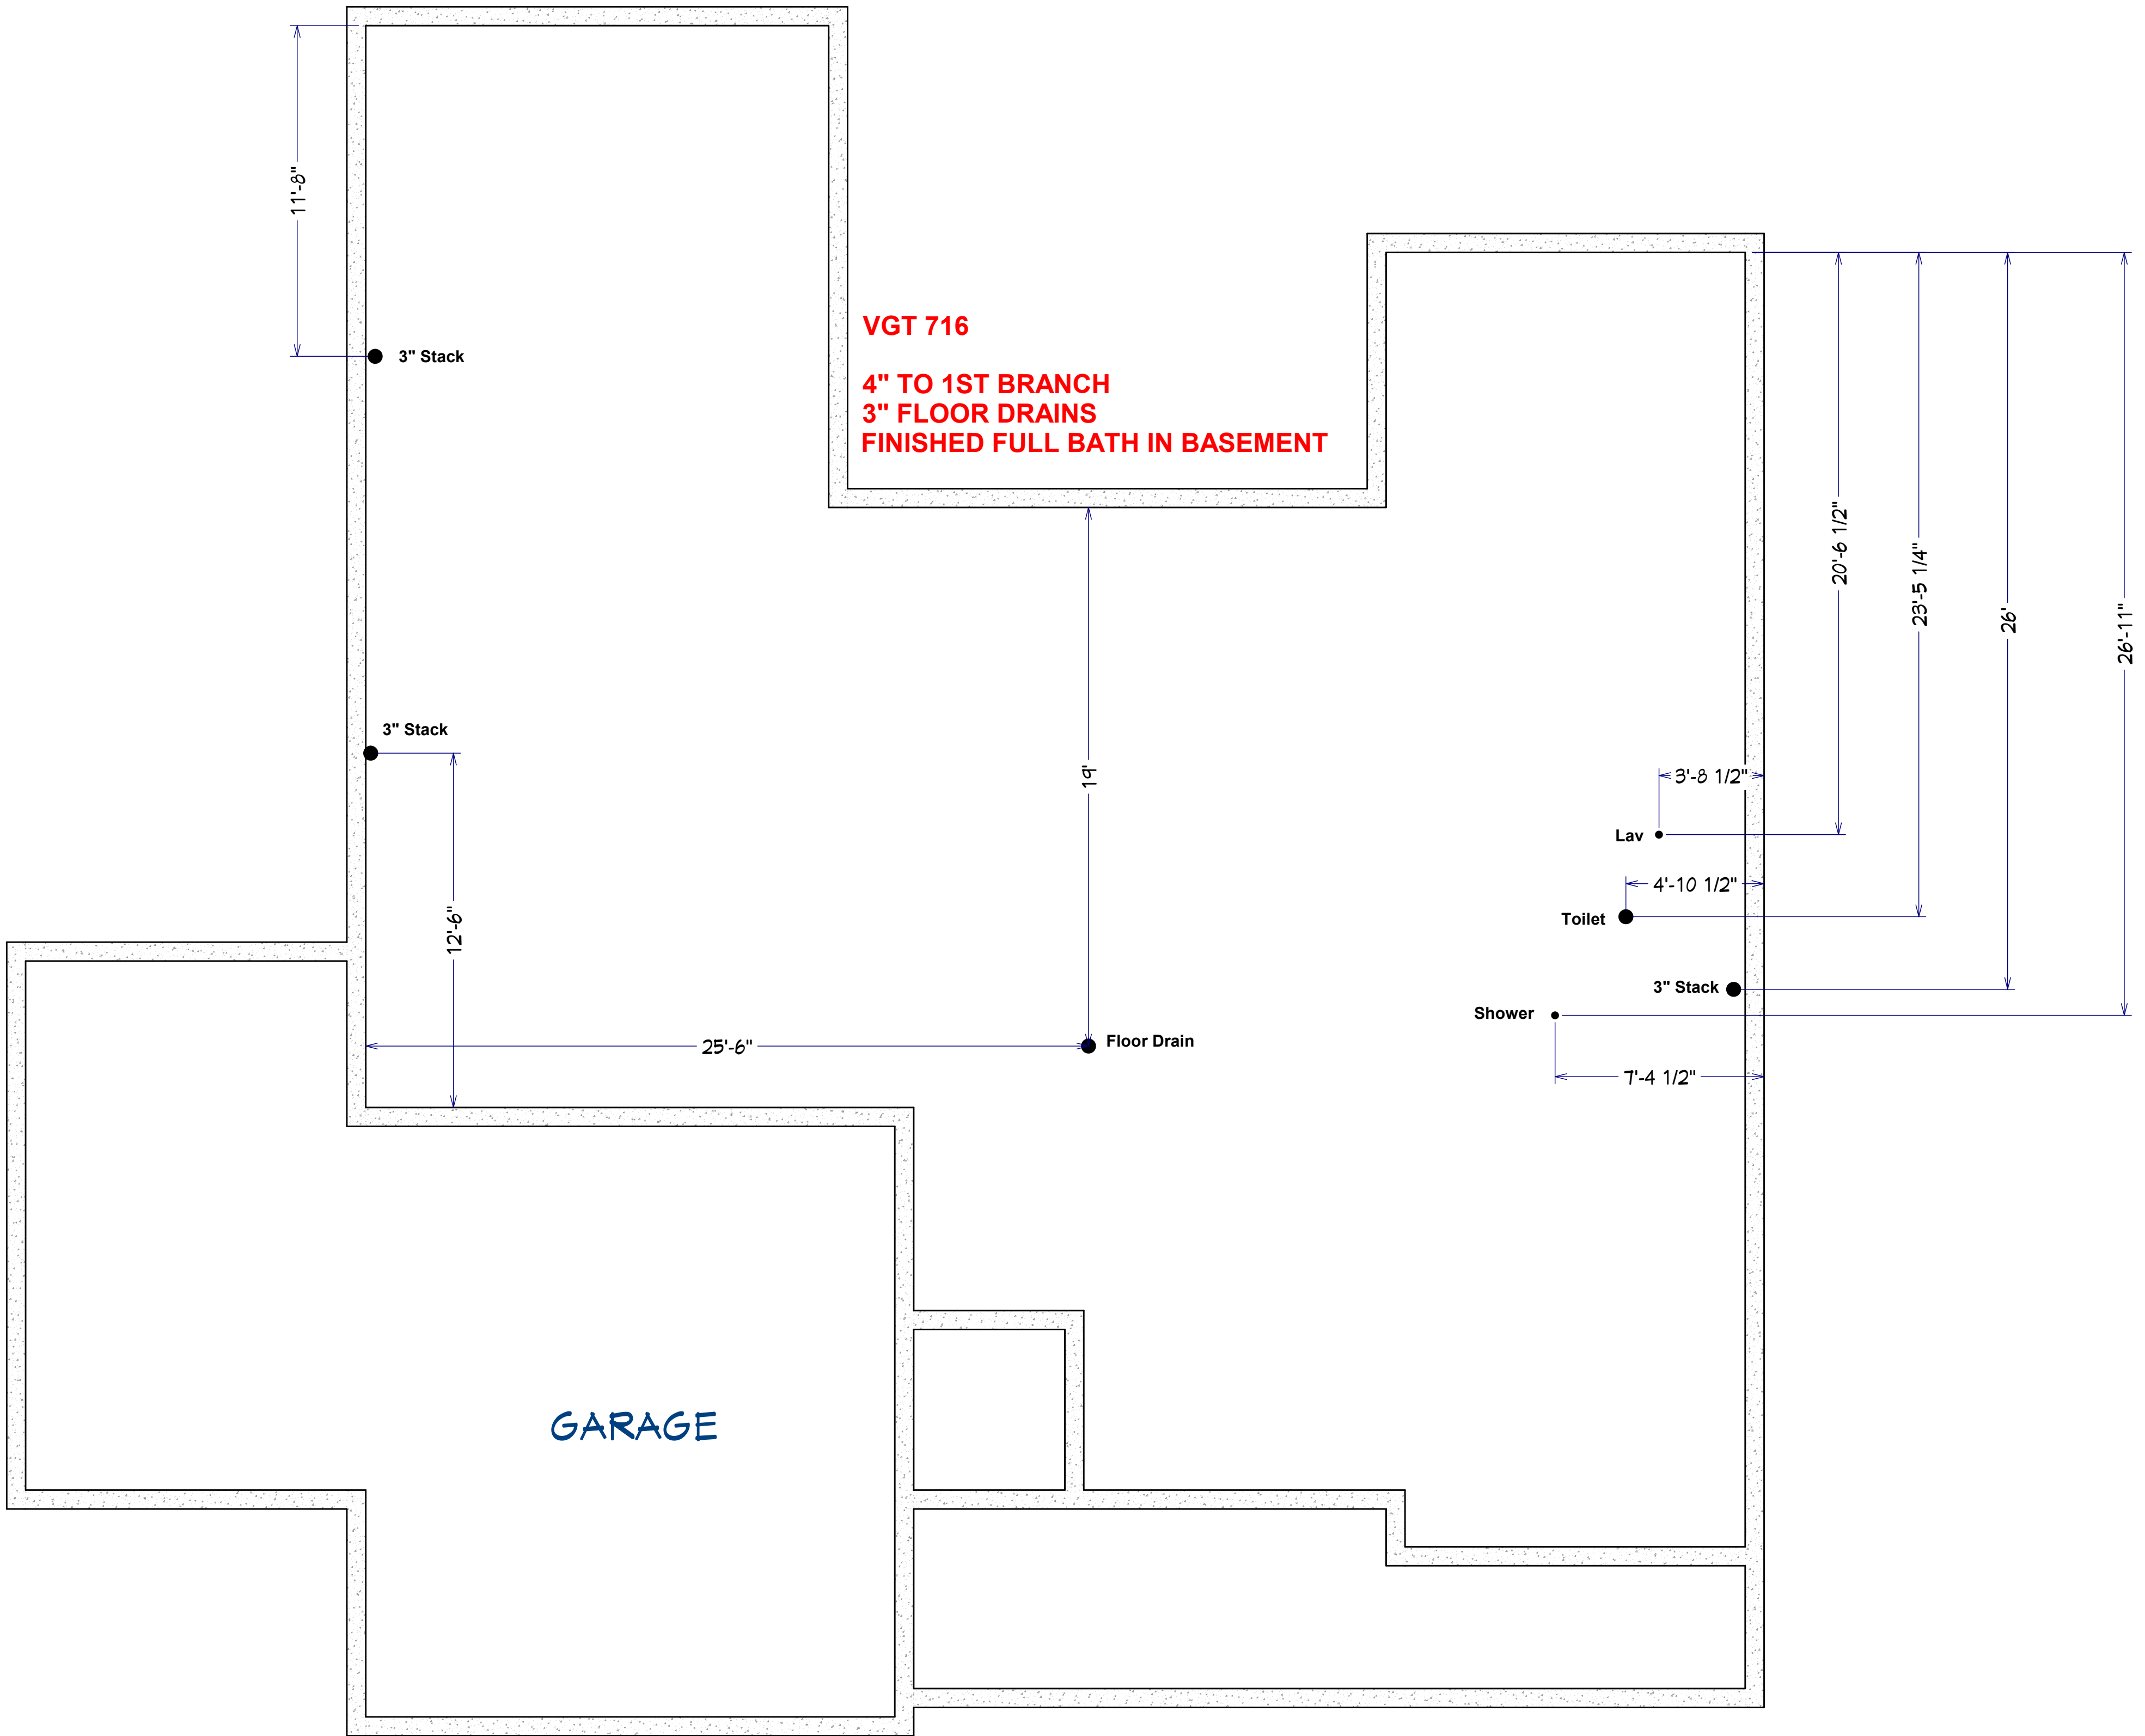 11'-8"
3" Stack
VGT 716
4" TO 1ST BRANCH
3" FLOOR DRAINS
FINISHED FULL BATH IN BASEMENT
20'-6 1/2"
23'-5 1/4"
26'
26'-11"
3" Stack
19'
3'-8 1/2"
Lav
4'-10 1/2"
Toilet
12'-6"
3" Stack
Shower
Floor Drain
25'-6"
7'-4 1/2"
GARAGE